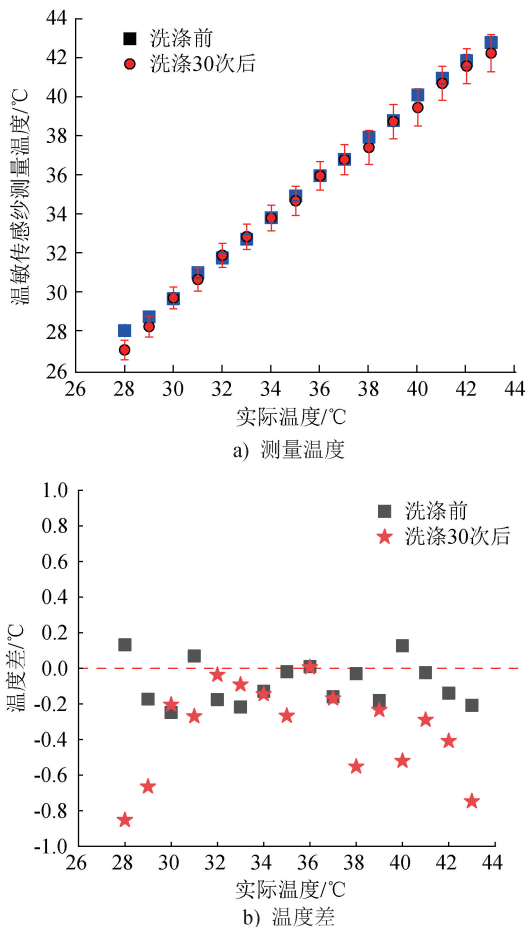 44
42
40
38
36
34
32
30
28
26
温敏传感纱测量温度/℃
洗涤前
洗涤30次后
26 28 30 32 34 36 38 40 42 44
实际温度/℃
a) 测量温度
1.0
0.8
0.6
0.4
0.2
0.0
-0.2
-0.4
-0.6
-0.8
-1.0
温度差/℃
洗涤前
洗涤30次后
26 28 30 32 34 36 38 40 42 44
实际温度/℃
b) 温度差